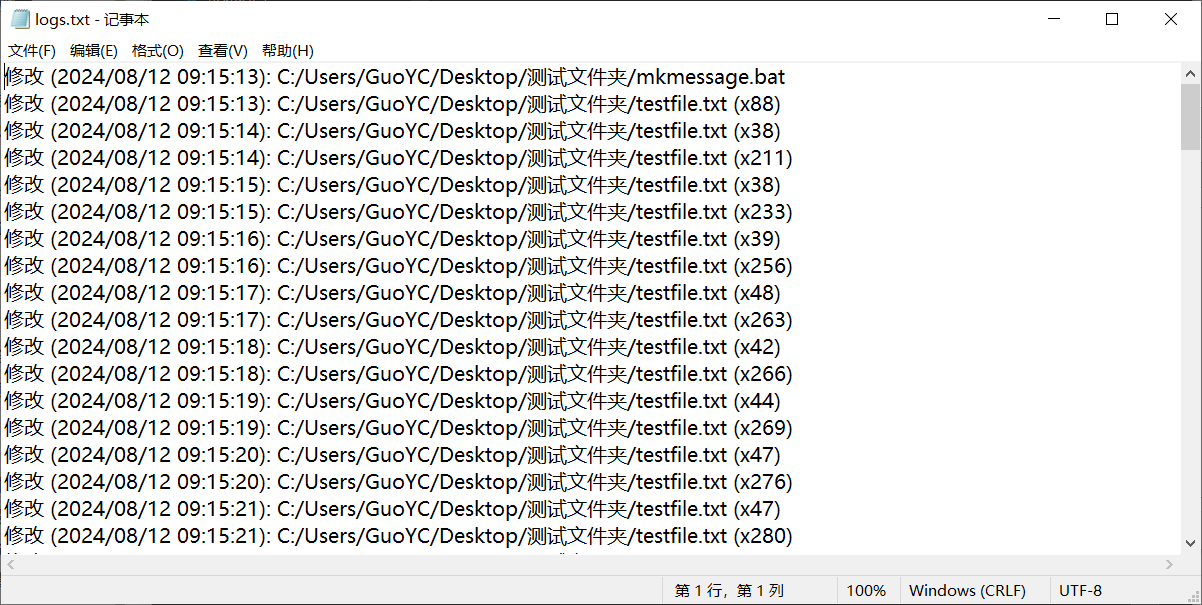 logs.txt - 记事本
文件(F) 编辑(E) 格式(O) 查看(V) 帮助(H)
修改 (2024/08/12 09:15:13): C:/Users/GuoYC/Desktop/测试文件夹/mkmessage.bat
修改 (2024/08/12 09:15:13): C:/Users/GuoYC/Desktop/测试文件夹/testfile.txt (x88)
修改 (2024/08/12 09:15:14): C:/Users/GuoYC/Desktop/测试文件夹/testfile.txt (x38)
修改 (2024/08/12 09:15:14): C:/Users/GuoYC/Desktop/测试文件夹/testfile.txt (x211)
修改 (2024/08/12 09:15:15): C:/Users/GuoYC/Desktop/测试文件夹/testfile.txt (x38)
修改 (2024/08/12 09:15:15): C:/Users/GuoYC/Desktop/测试文件夹/testfile.txt (x233)
修改 (2024/08/12 09:15:16): C:/Users/GuoYC/Desktop/测试文件夹/testfile.txt (x39)
修改 (2024/08/12 09:15:16): C:/Users/GuoYC/Desktop/测试文件夹/testfile.txt (x256)
修改 (2024/08/12 09:15:17): C:/Users/GuoYC/Desktop/测试文件夹/testfile.txt (x48)
修改 (2024/08/12 09:15:17): C:/Users/GuoYC/Desktop/测试文件夹/testfile.txt (x263)
修改 (2024/08/12 09:15:18): C:/Users/GuoYC/Desktop/测试文件夹/testfile.txt (x42)
修改 (2024/08/12 09:15:18): C:/Users/GuoYC/Desktop/测试文件夹/testfile.txt (x266)
修改 (2024/08/12 09:15:19): C:/Users/GuoYC/Desktop/测试文件夹/testfile.txt (x44)
修改 (2024/08/12 09:15:19): C:/Users/GuoYC/Desktop/测试文件夹/testfile.txt (x269)
修改 (2024/08/12 09:15:20): C:/Users/GuoYC/Desktop/测试文件夹/testfile.txt (x47)
修改 (2024/08/12 09:15:20): C:/Users/GuoYC/Desktop/测试文件夹/testfile.txt (x276)
修改 (2024/08/12 09:15:21): C:/Users/GuoYC/Desktop/测试文件夹/testfile.txt (x47)
修改 (2024/08/12 09:15:21): C:/Users/GuoYC/Desktop/测试文件夹/testfile.txt (x280)
第 1 行，第 1 列 100% Windows (CRLF) UTF-8